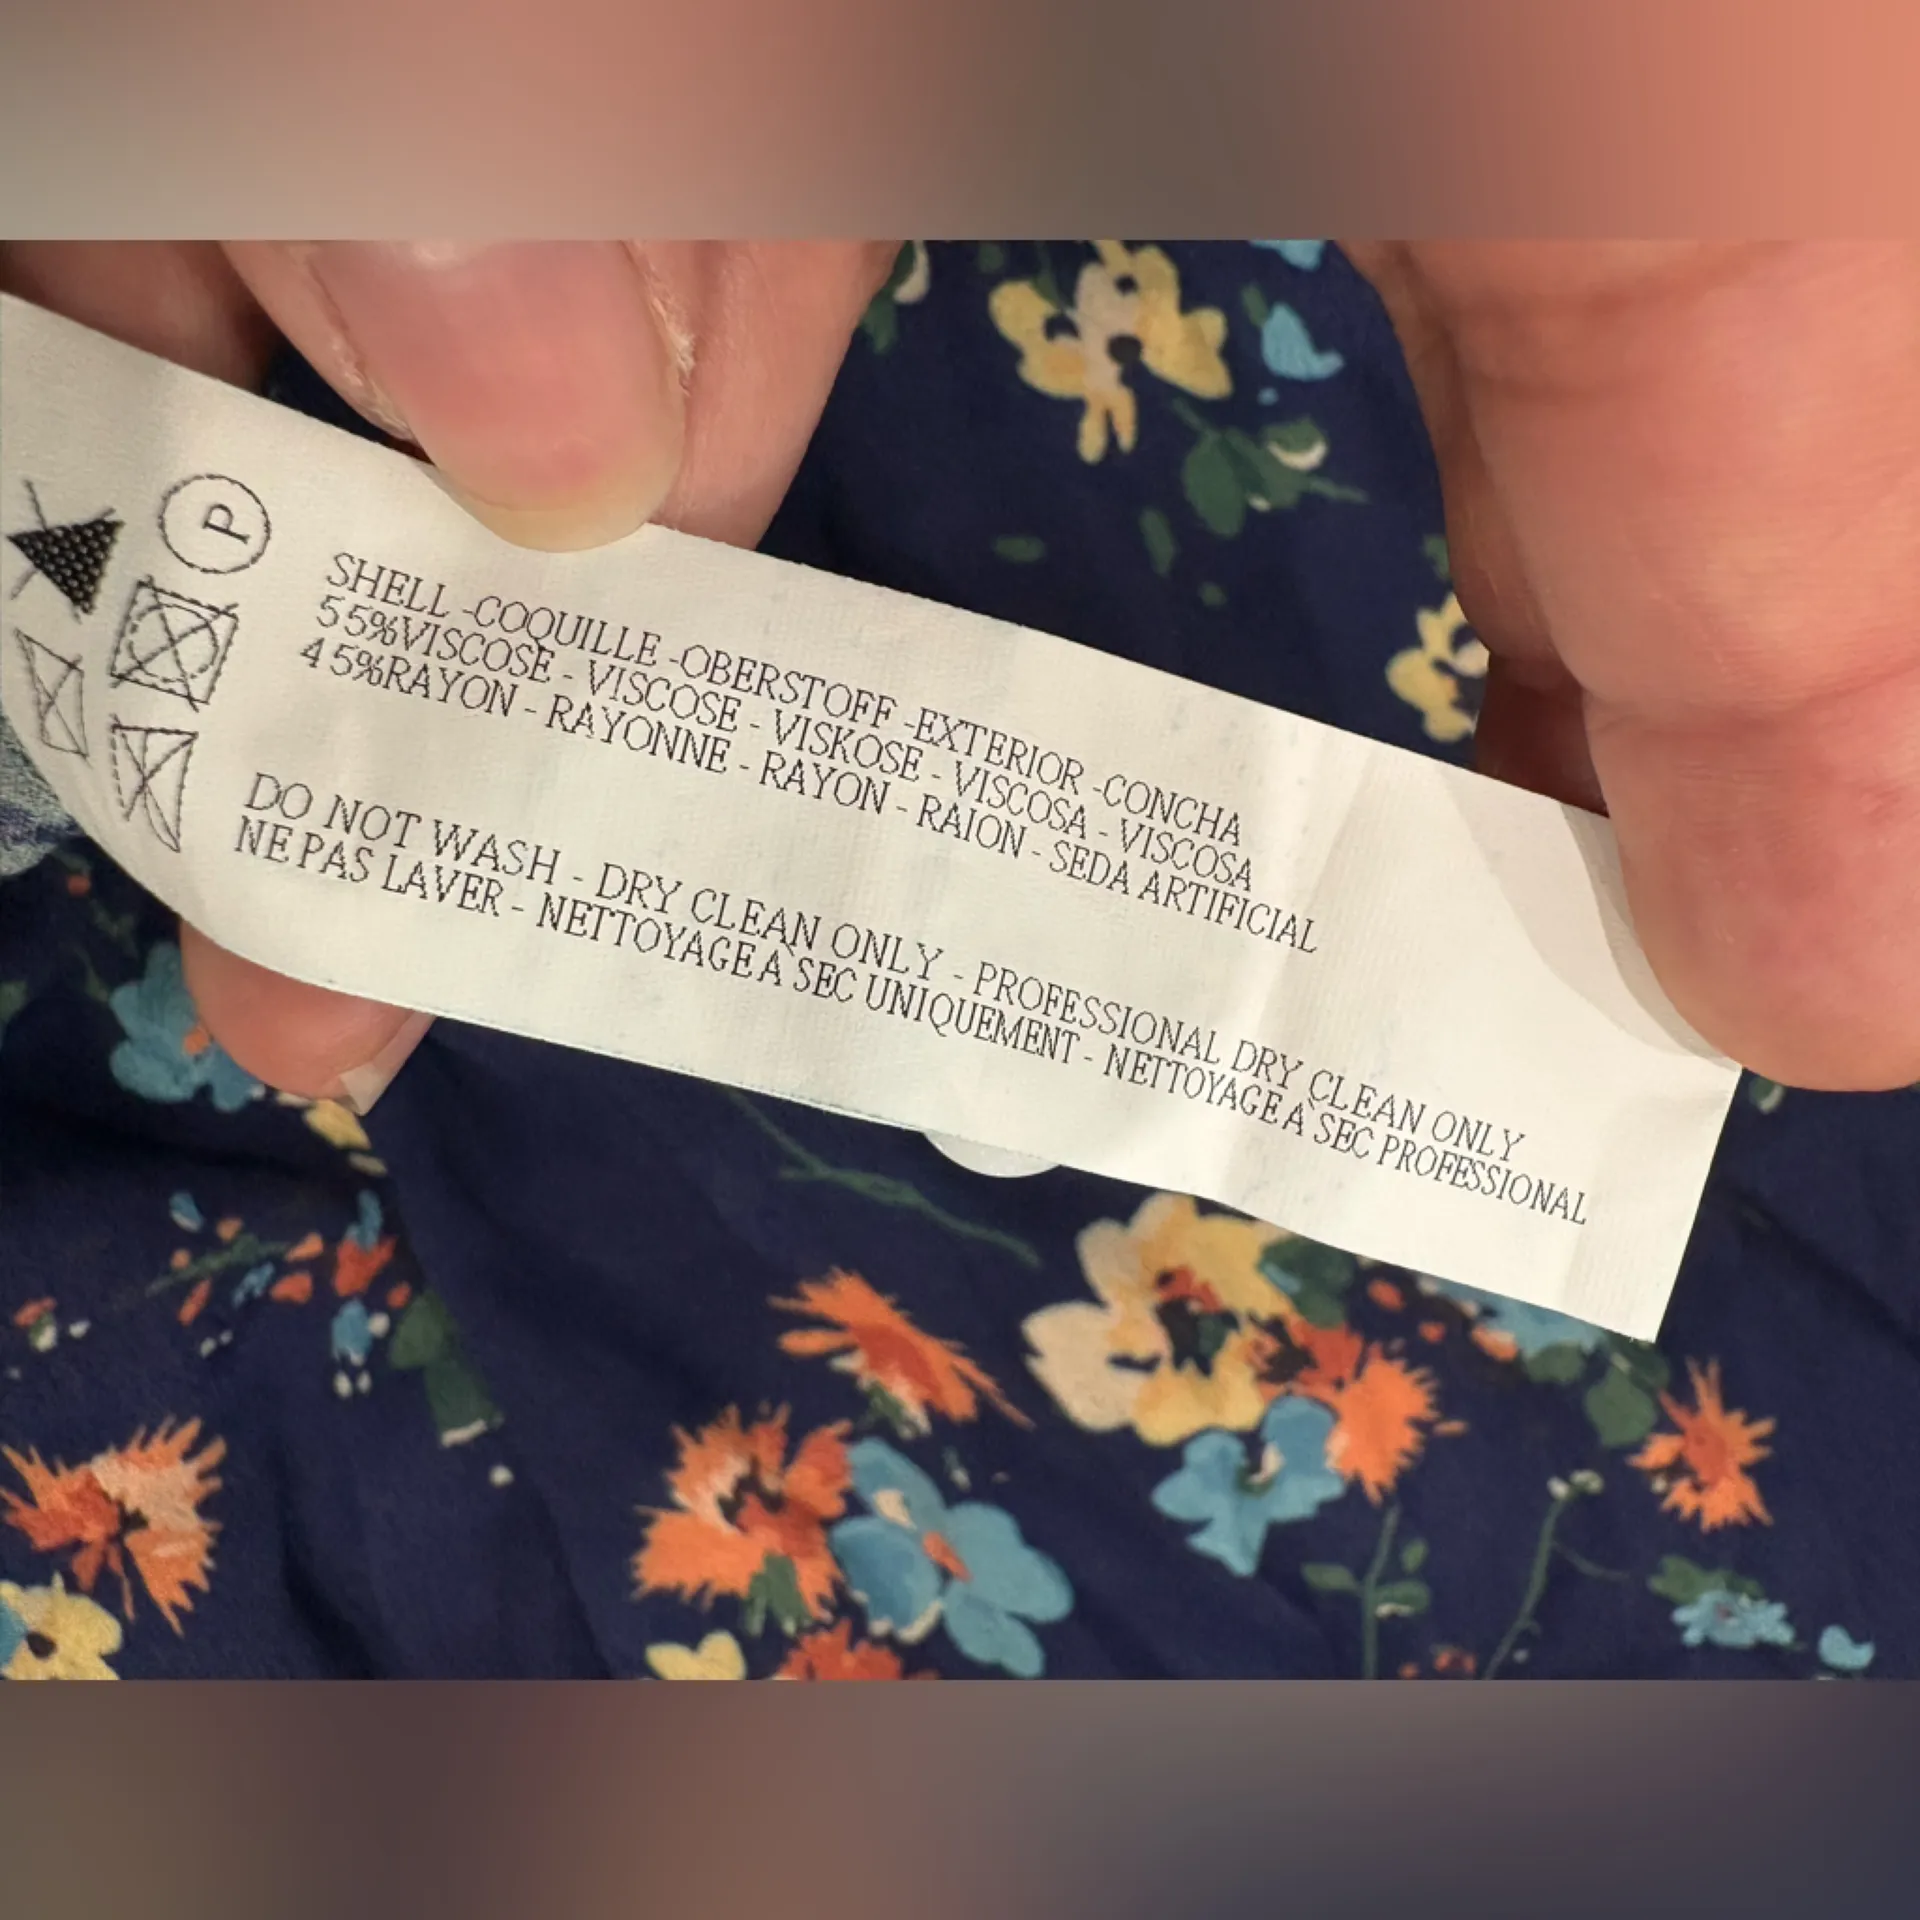 P
SHELL -COQUILLE -OBERSTOFF -EXTERIOR -CONCHA
55%VISCOSE - VISCOSE - VISKOSE - VISCOSA - VISCOSA
45%RAYON - RAYONNE - RAYON - RAION - SEDA ARTIFICIAL
DO NOT WASH - DRY CLEAN ONLY - PROFESSIONAL DRY CLEAN ONLY
NE PAS LAVER - NETTOYAGE À SEC UNIQUEMENT - NETTOYAGE À SEC PROFESSIONAL